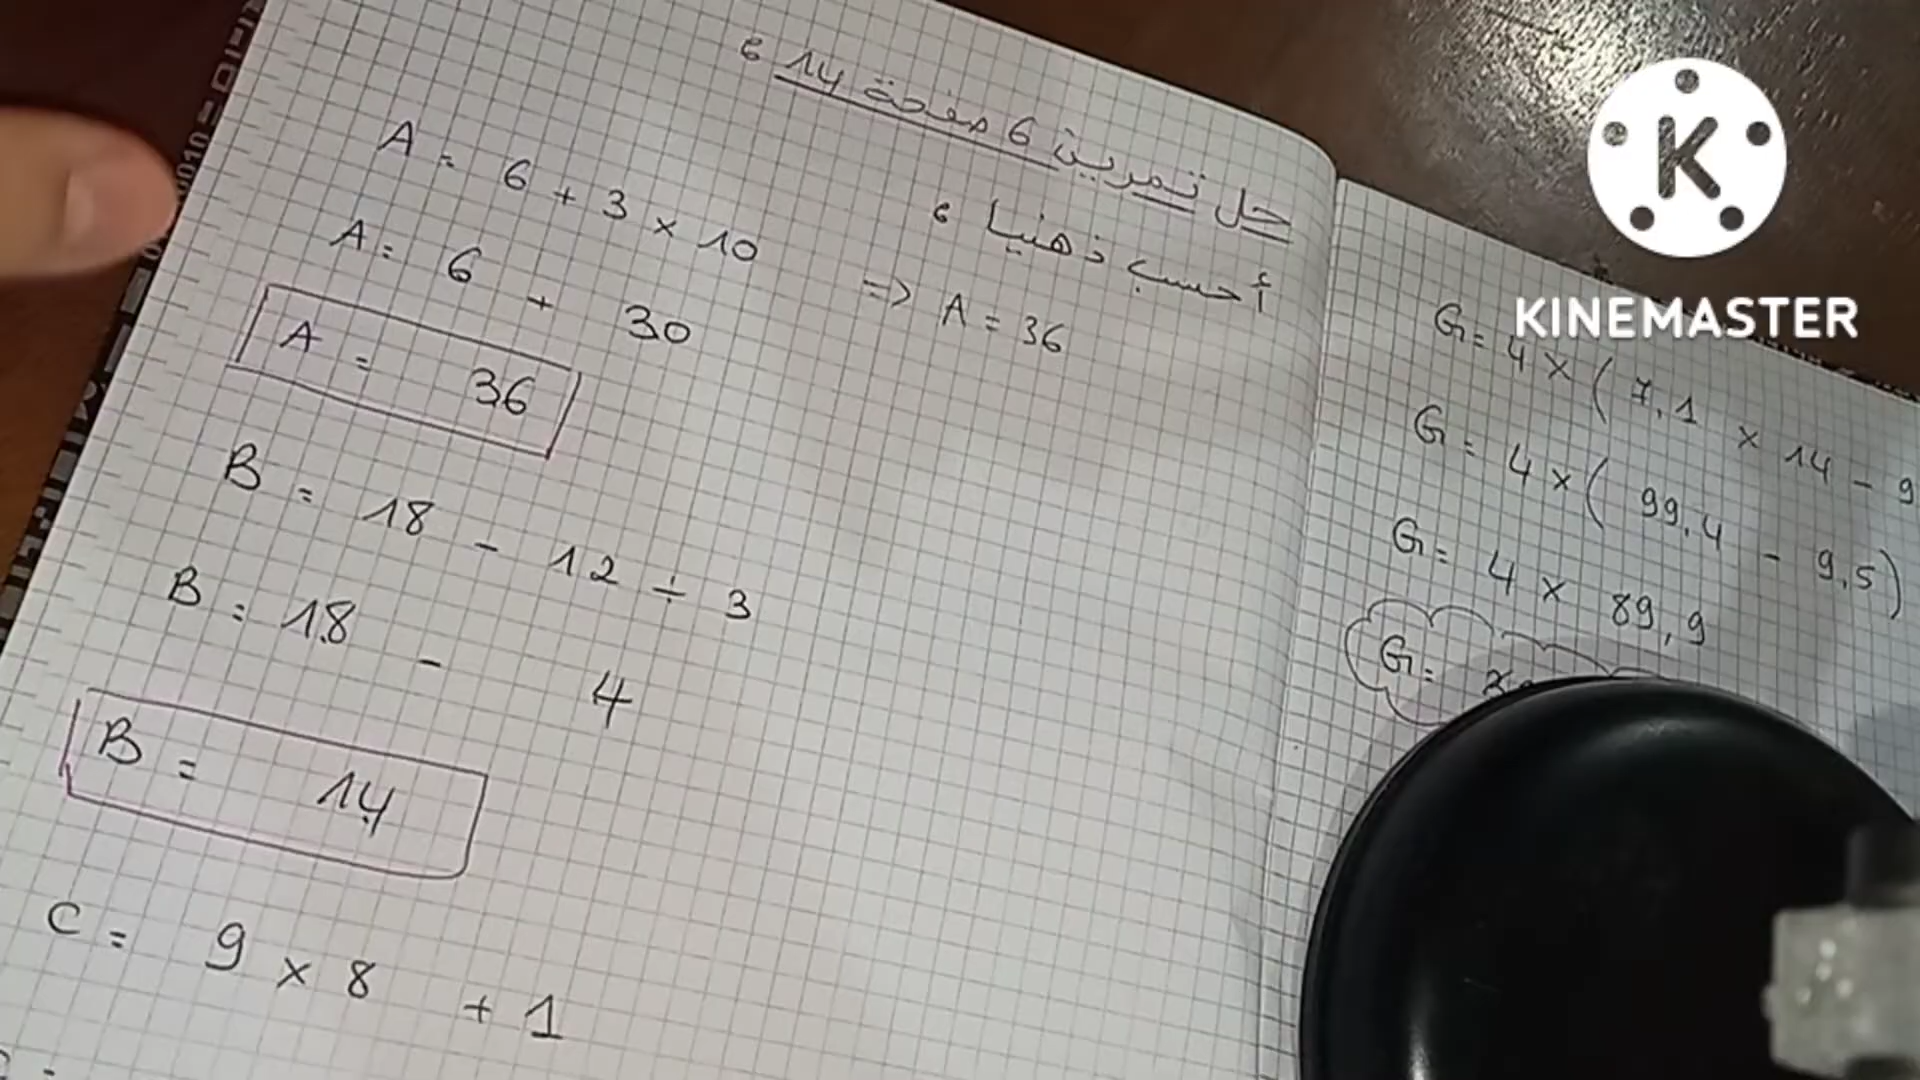 حل تمرين 6 صفحة 14 :
أحسب ذهنيا :
A = 6 + 3 × 10
A = 6 + 30 => A = 36
A = 36
B = 18 - 12 ÷ 3
B = 18 - 4
B = 14
C = 9 × 8 + 1
G = 4 × ( 7,1 × 14 - 9
G = 4 × ( 99,4 - 9,5 )
G = 4 × 89,9
G =
K
KINEMASTER